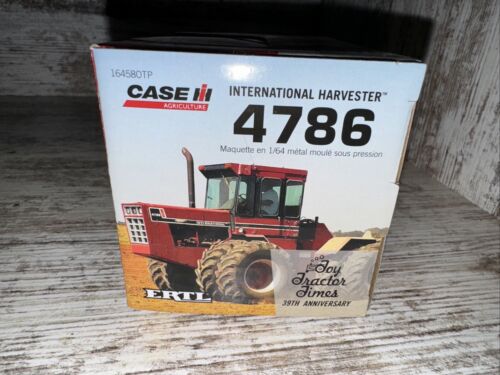 164580TP
CASE IH
AGRICULTURE
INTERNATIONAL HARVESTER™
4786
Maquette en 1/64 métal moulé sous pression
ERTL
Toy
Tractor
Times
39TH ANNIVERSARY